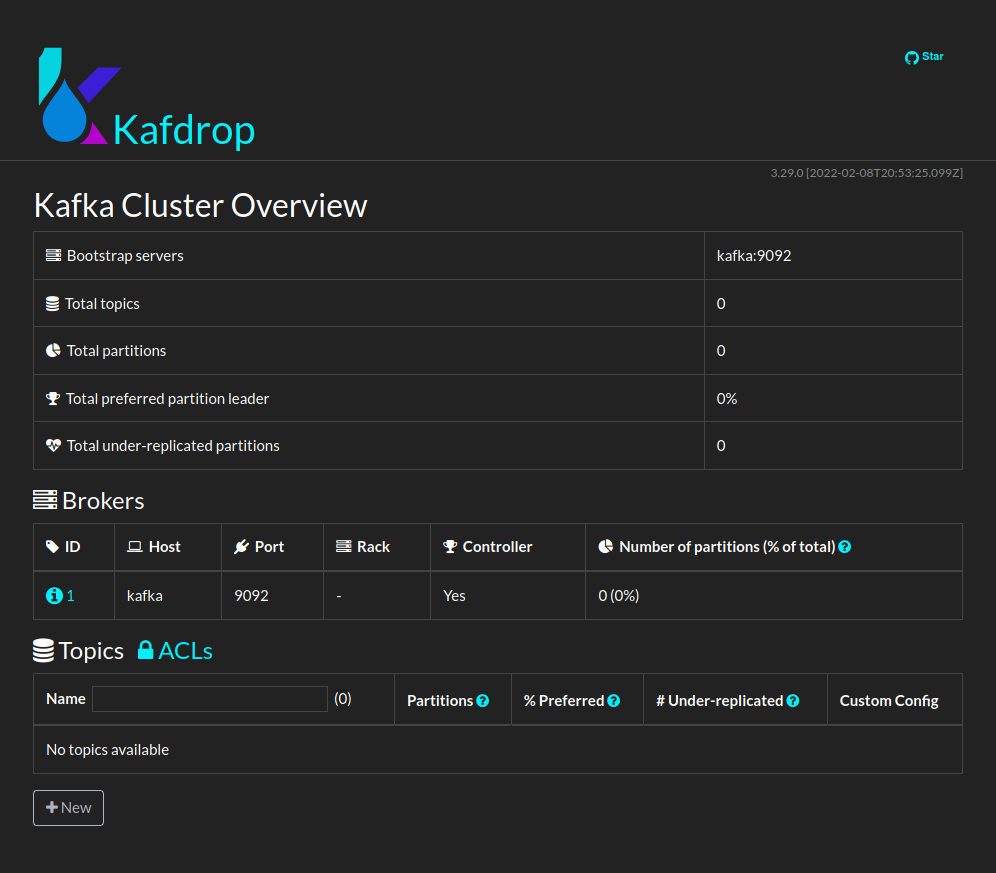 Star
Kafdrop
3.29.0 [2022-02-08T20:53:25.099Z]
Kafka Cluster Overview
Bootstrap servers kafka:9092
Total topics 0
Total partitions 0
Total preferred partition leader 0%
Total under-replicated partitions 0
Brokers
ID Host Port Rack Controller Number of partitions (% of total)
1 kafka 9092 - Yes 0 (0%)
Topics ACLs
Name (0) Partitions % Preferred # Under-replicated Custom Config
No topics available
New